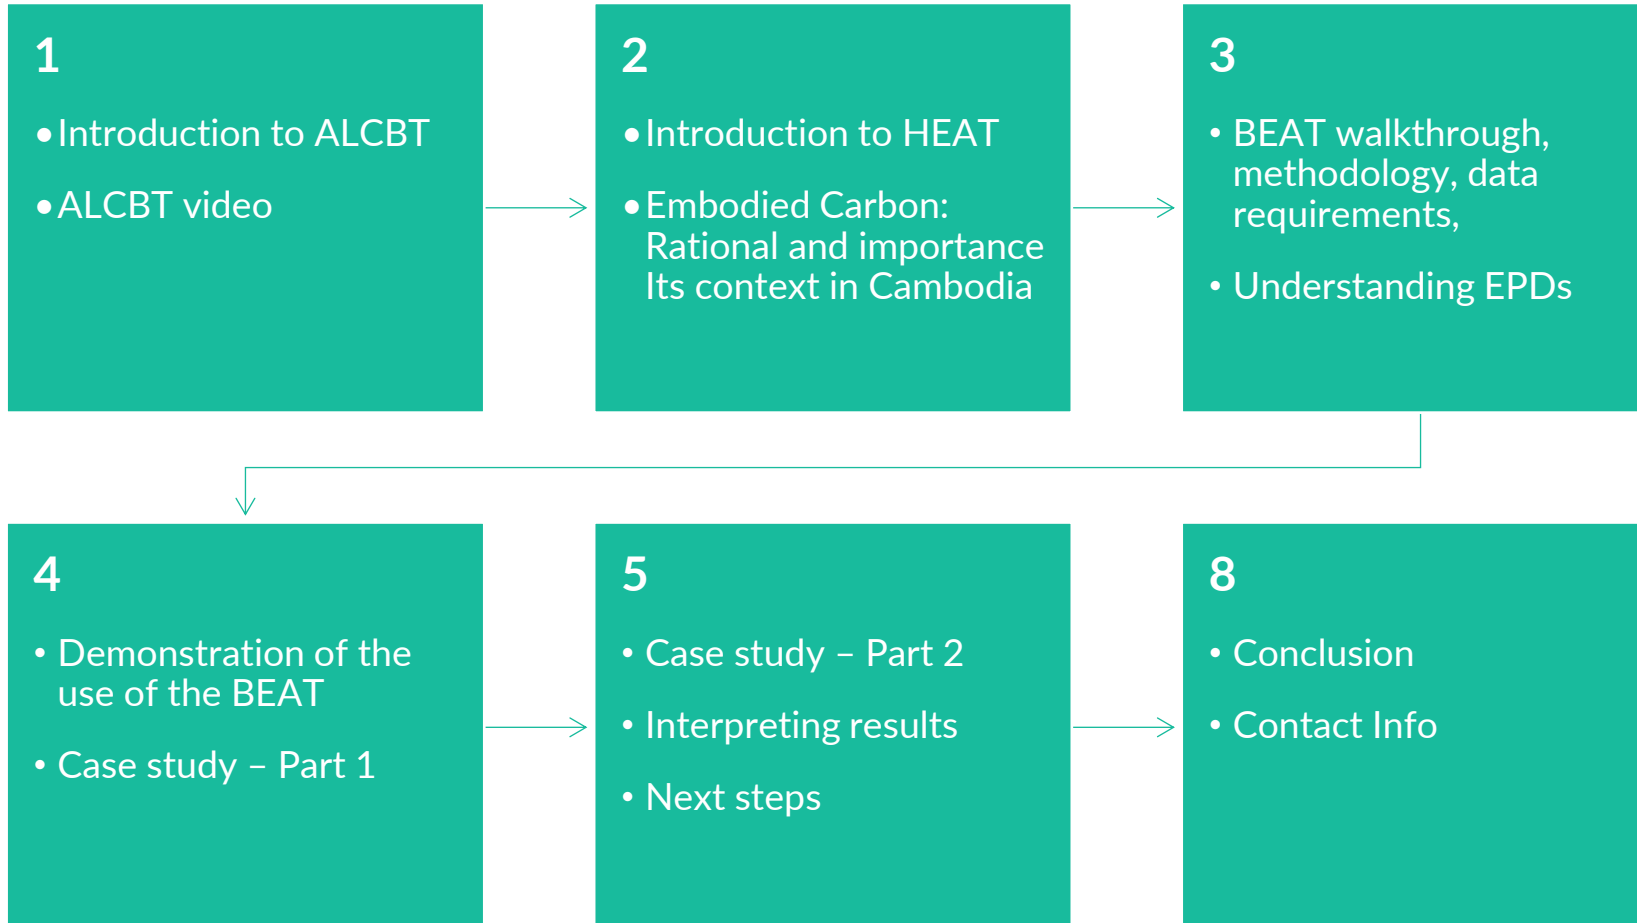 1
•Introduction to ALCBT
•ALCBT video
2
•Introduction to HEAT
•Embodied Carbon:
Rational and importance
Its context in Cambodia
3
• BEAT walkthrough,
methodology, data
requirements,
• Understanding EPDs
4
• Demonstration of the
use of the BEAT
• Case study – Part 1
5
• Case study – Part 2
• Interpreting results
• Next steps
8
• Conclusion
• Contact Info